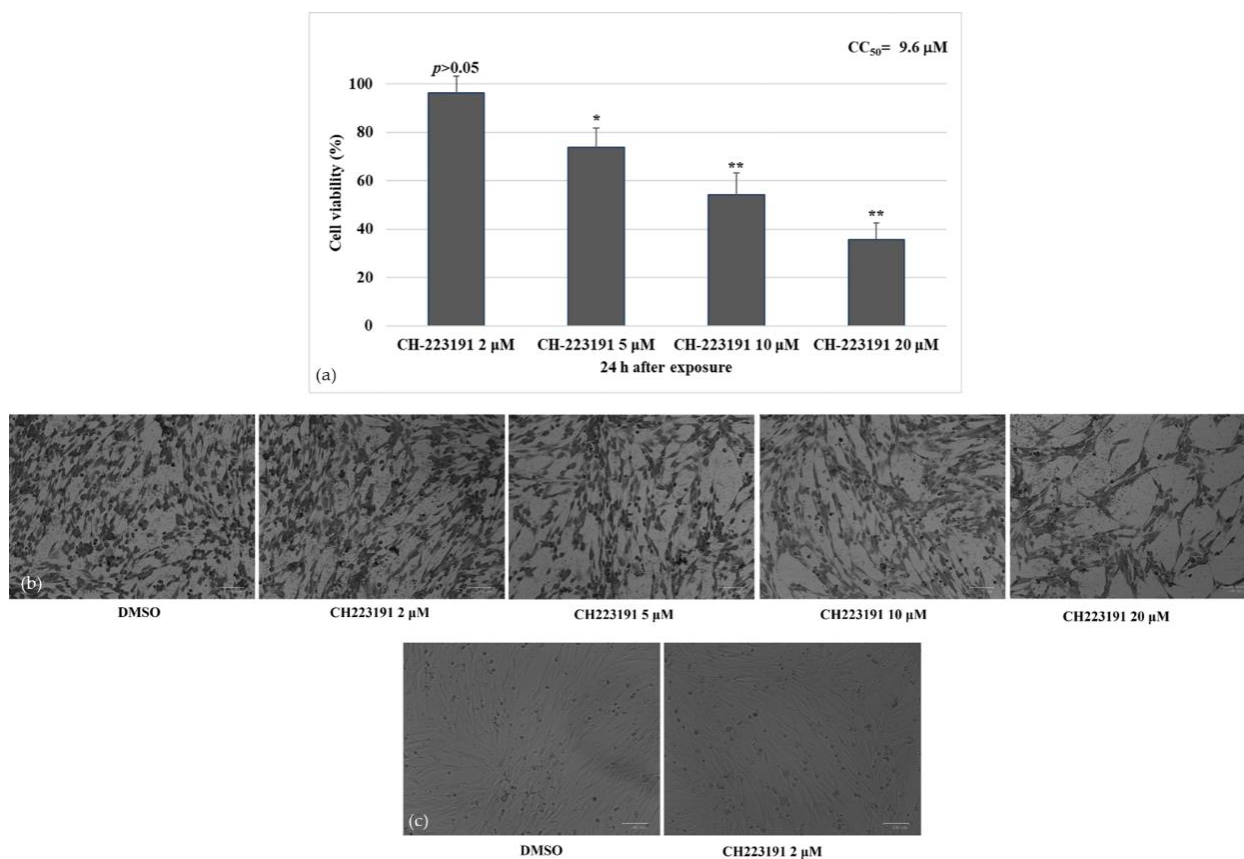 CC50= 9.6 µM
p>0.05
*
**
**
100
80
60
40
20
0
Cell viability (%)
CH-223191 2 µM
CH-223191 5 µM
CH-223191 10 µM
CH-223191 20 µM
24 h after exposure
(a)
(b)
DMSO
CH223191 2 µM
CH223191 5 µM
CH223191 10 µM
CH223191 20 µM
(c)
DMSO
CH223191 2 µM